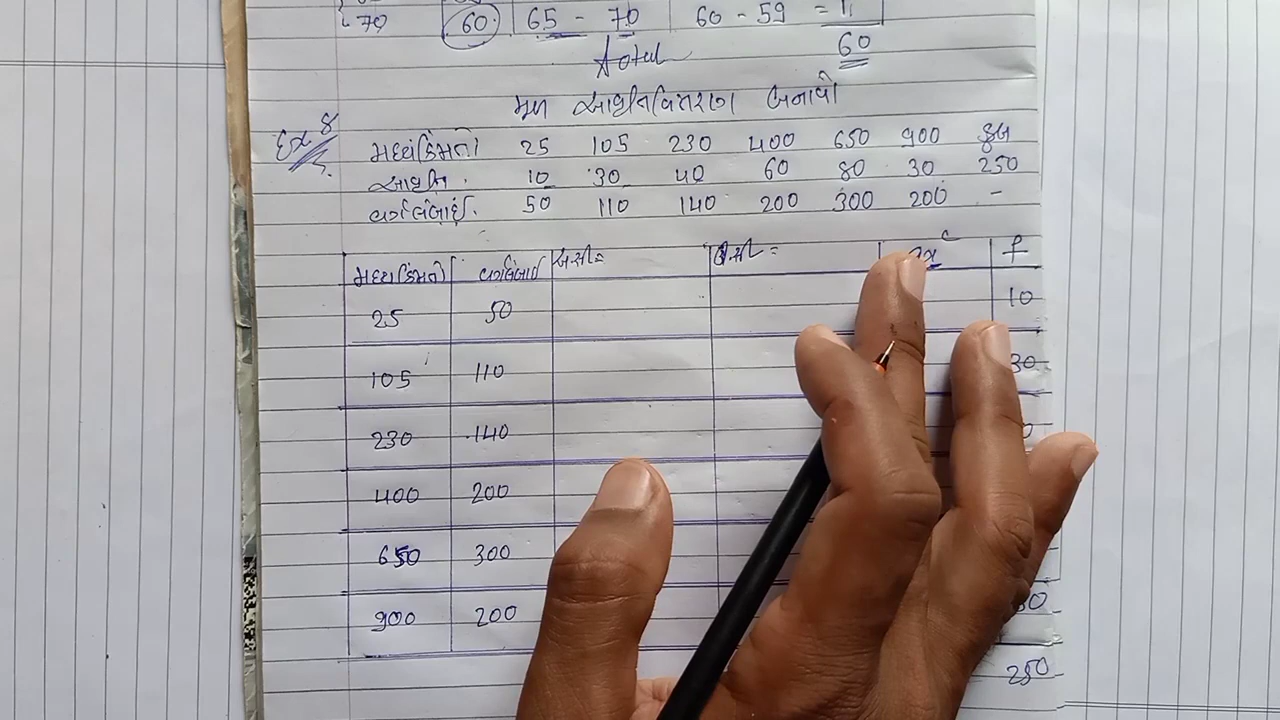 70 60 65 - 70 60 - 59 = 1
Total 60
મૂળ આવૃત્તિવિતરણ બનાવો
Ex 8
મધ્યકિંમતો 25 105 230 400 650 900 કુલ
આવૃત્તિ 10 30 40 60 80 30 250
વર્ગલંબાઈ 50 110 140 200 300 200 -
મધ્યકિંમતો વર્ગલંબાઈ અ.સી = ઊ.સી = વર્ગ C f
25 50 10
105 110 30
230 140 0
400 200
650 300
900 200 30
250